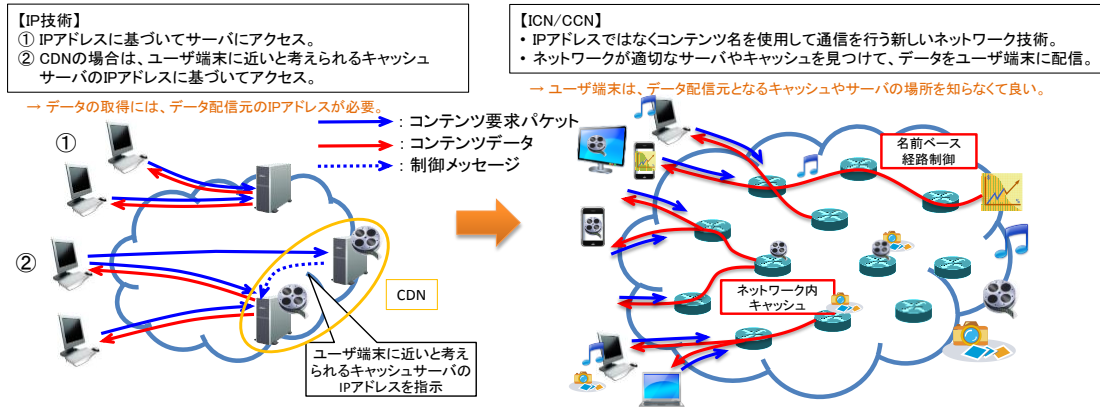 【IP技術】
① IPアドレスに基づいてサーバにアクセス。
② CDNの場合は、ユーザ端末に近いと考えられるキャッシュ
サーバのIPアドレスに基づいてアクセス。
→ データの取得には、データ配信元のIPアドレスが必要。
①
: コンテンツ要求パケット
: コンテンツデータ
: 制御メッセージ
②
CDN
ユーザ端末に近いと考え
られるキャッシュサーバの
IPアドレスを指示
【ICN/CCN】
• IPアドレスではなくコンテンツ名を使用して通信を行う新しいネットワーク技術。
• ネットワークが適切なサーバやキャッシュを見つけて、データをユーザ端末に配信。
→ ユーザ端末は、データ配信元となるキャッシュやサーバの場所を知らなくて良い。
名前ベース
経路制御
ネットワーク内
キャッシュ